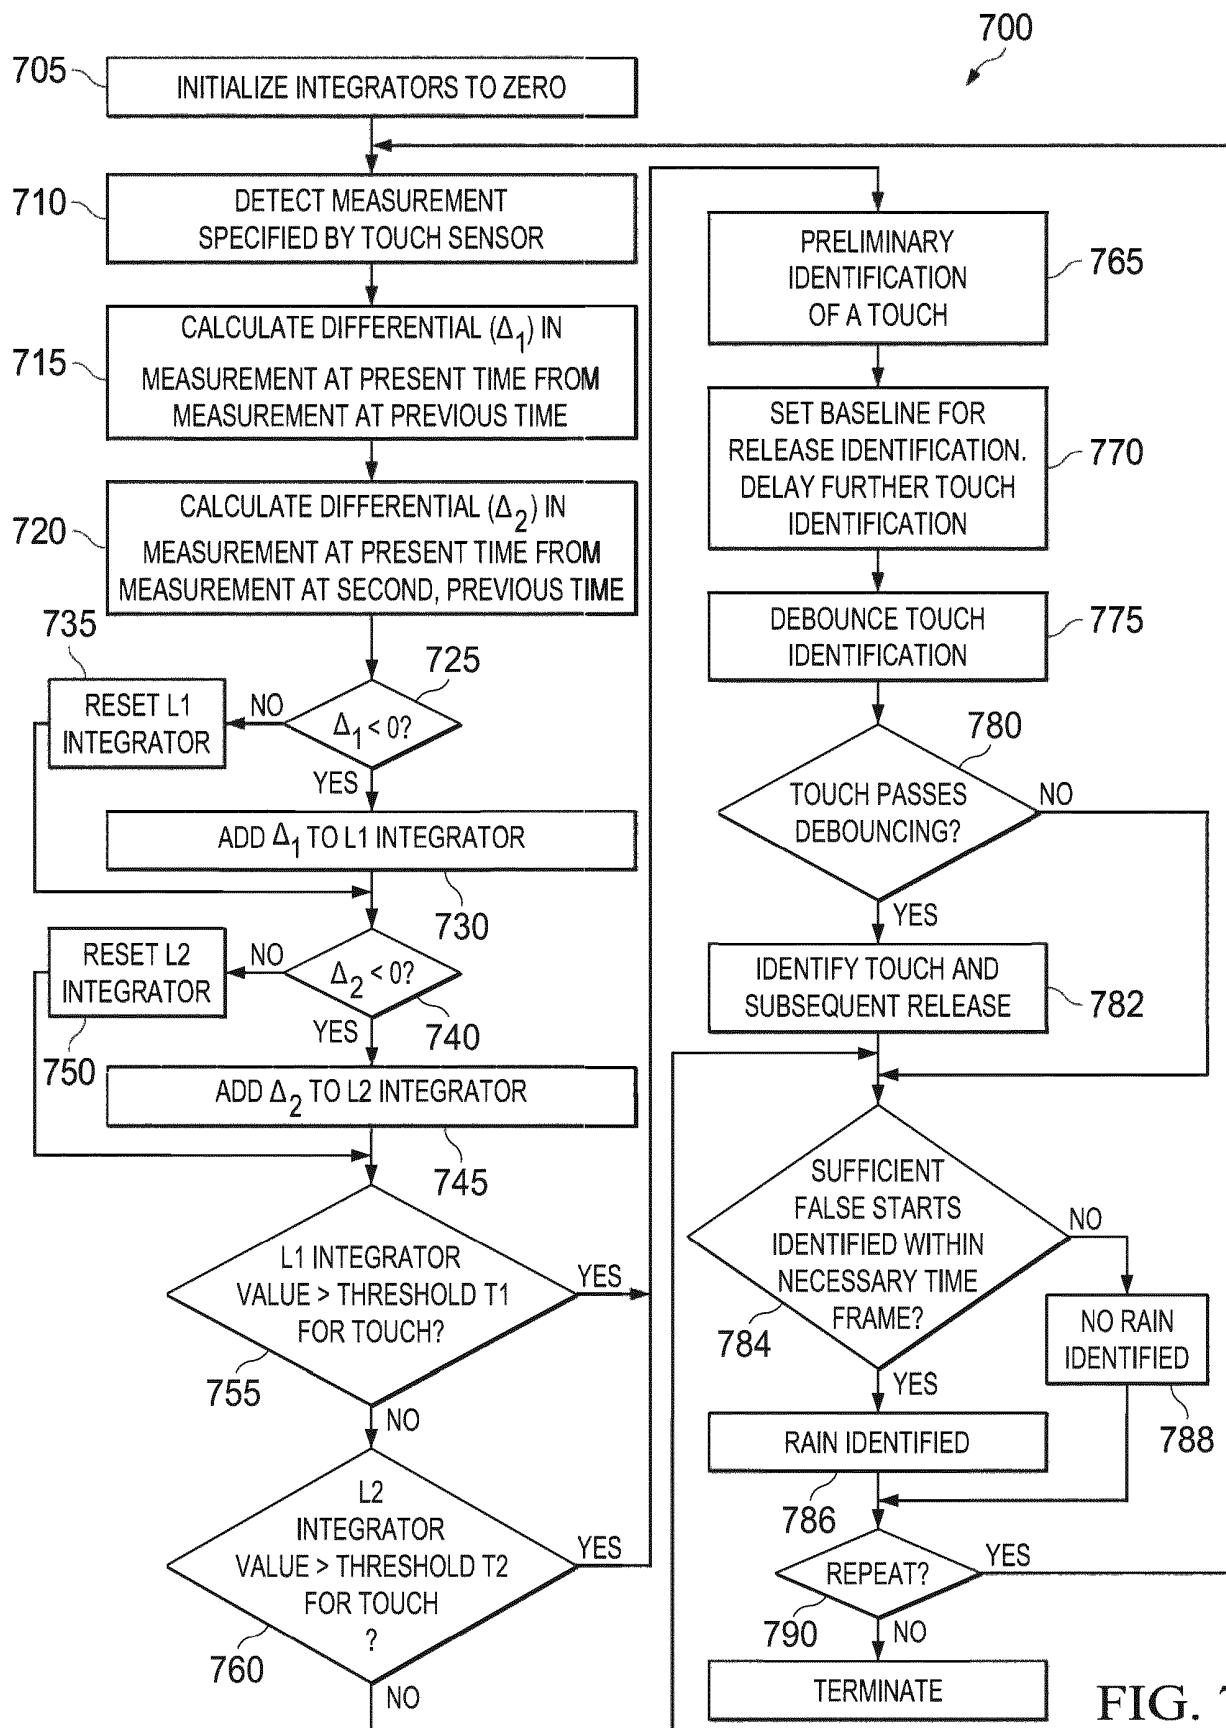 700
705
INITIALIZE INTEGRATORS TO ZERO
710
DETECT MEASUREMENT
SPECIFIED BY TOUCH SENSOR
715
CALCULATE DIFFERENTIAL (Δ1) IN
MEASUREMENT AT PRESENT TIME FROM
MEASUREMENT AT PREVIOUS TIME
720
CALCULATE DIFFERENTIAL (Δ2) IN
MEASUREMENT AT PRESENT TIME FROM
MEASUREMENT AT SECOND, PREVIOUS TIME
735
725
RESET L1
INTEGRATOR
NO
Δ1 < 0?
YES
ADD Δ1 TO L1 INTEGRATOR
730
RESET L2
INTEGRATOR
NO
Δ2 < 0?
YES
740
750
ADD Δ2 TO L2 INTEGRATOR
745
L1 INTEGRATOR
VALUE > THRESHOLD T1
FOR TOUCH?
YES
755
NO
L2
INTEGRATOR
VALUE > THRESHOLD T2
FOR TOUCH
?
YES
760
NO
PRELIMINARY
IDENTIFICATION
OF A TOUCH
765
SET BASELINE FOR
RELEASE IDENTIFICATION.
DELAY FURTHER TOUCH
IDENTIFICATION
770
DEBOUNCE TOUCH
IDENTIFICATION
775
780
TOUCH PASSES
DEBOUNCING?
NO
YES
IDENTIFY TOUCH AND
SUBSEQUENT RELEASE
782
SUFFICIENT
FALSE STARTS
IDENTIFIED WITHIN
NECESSARY TIME
FRAME?
NO
784
YES
NO RAIN
IDENTIFIED
788
RAIN IDENTIFIED
786
REPEAT?
YES
790
NO
TERMINATE
FIG. 7